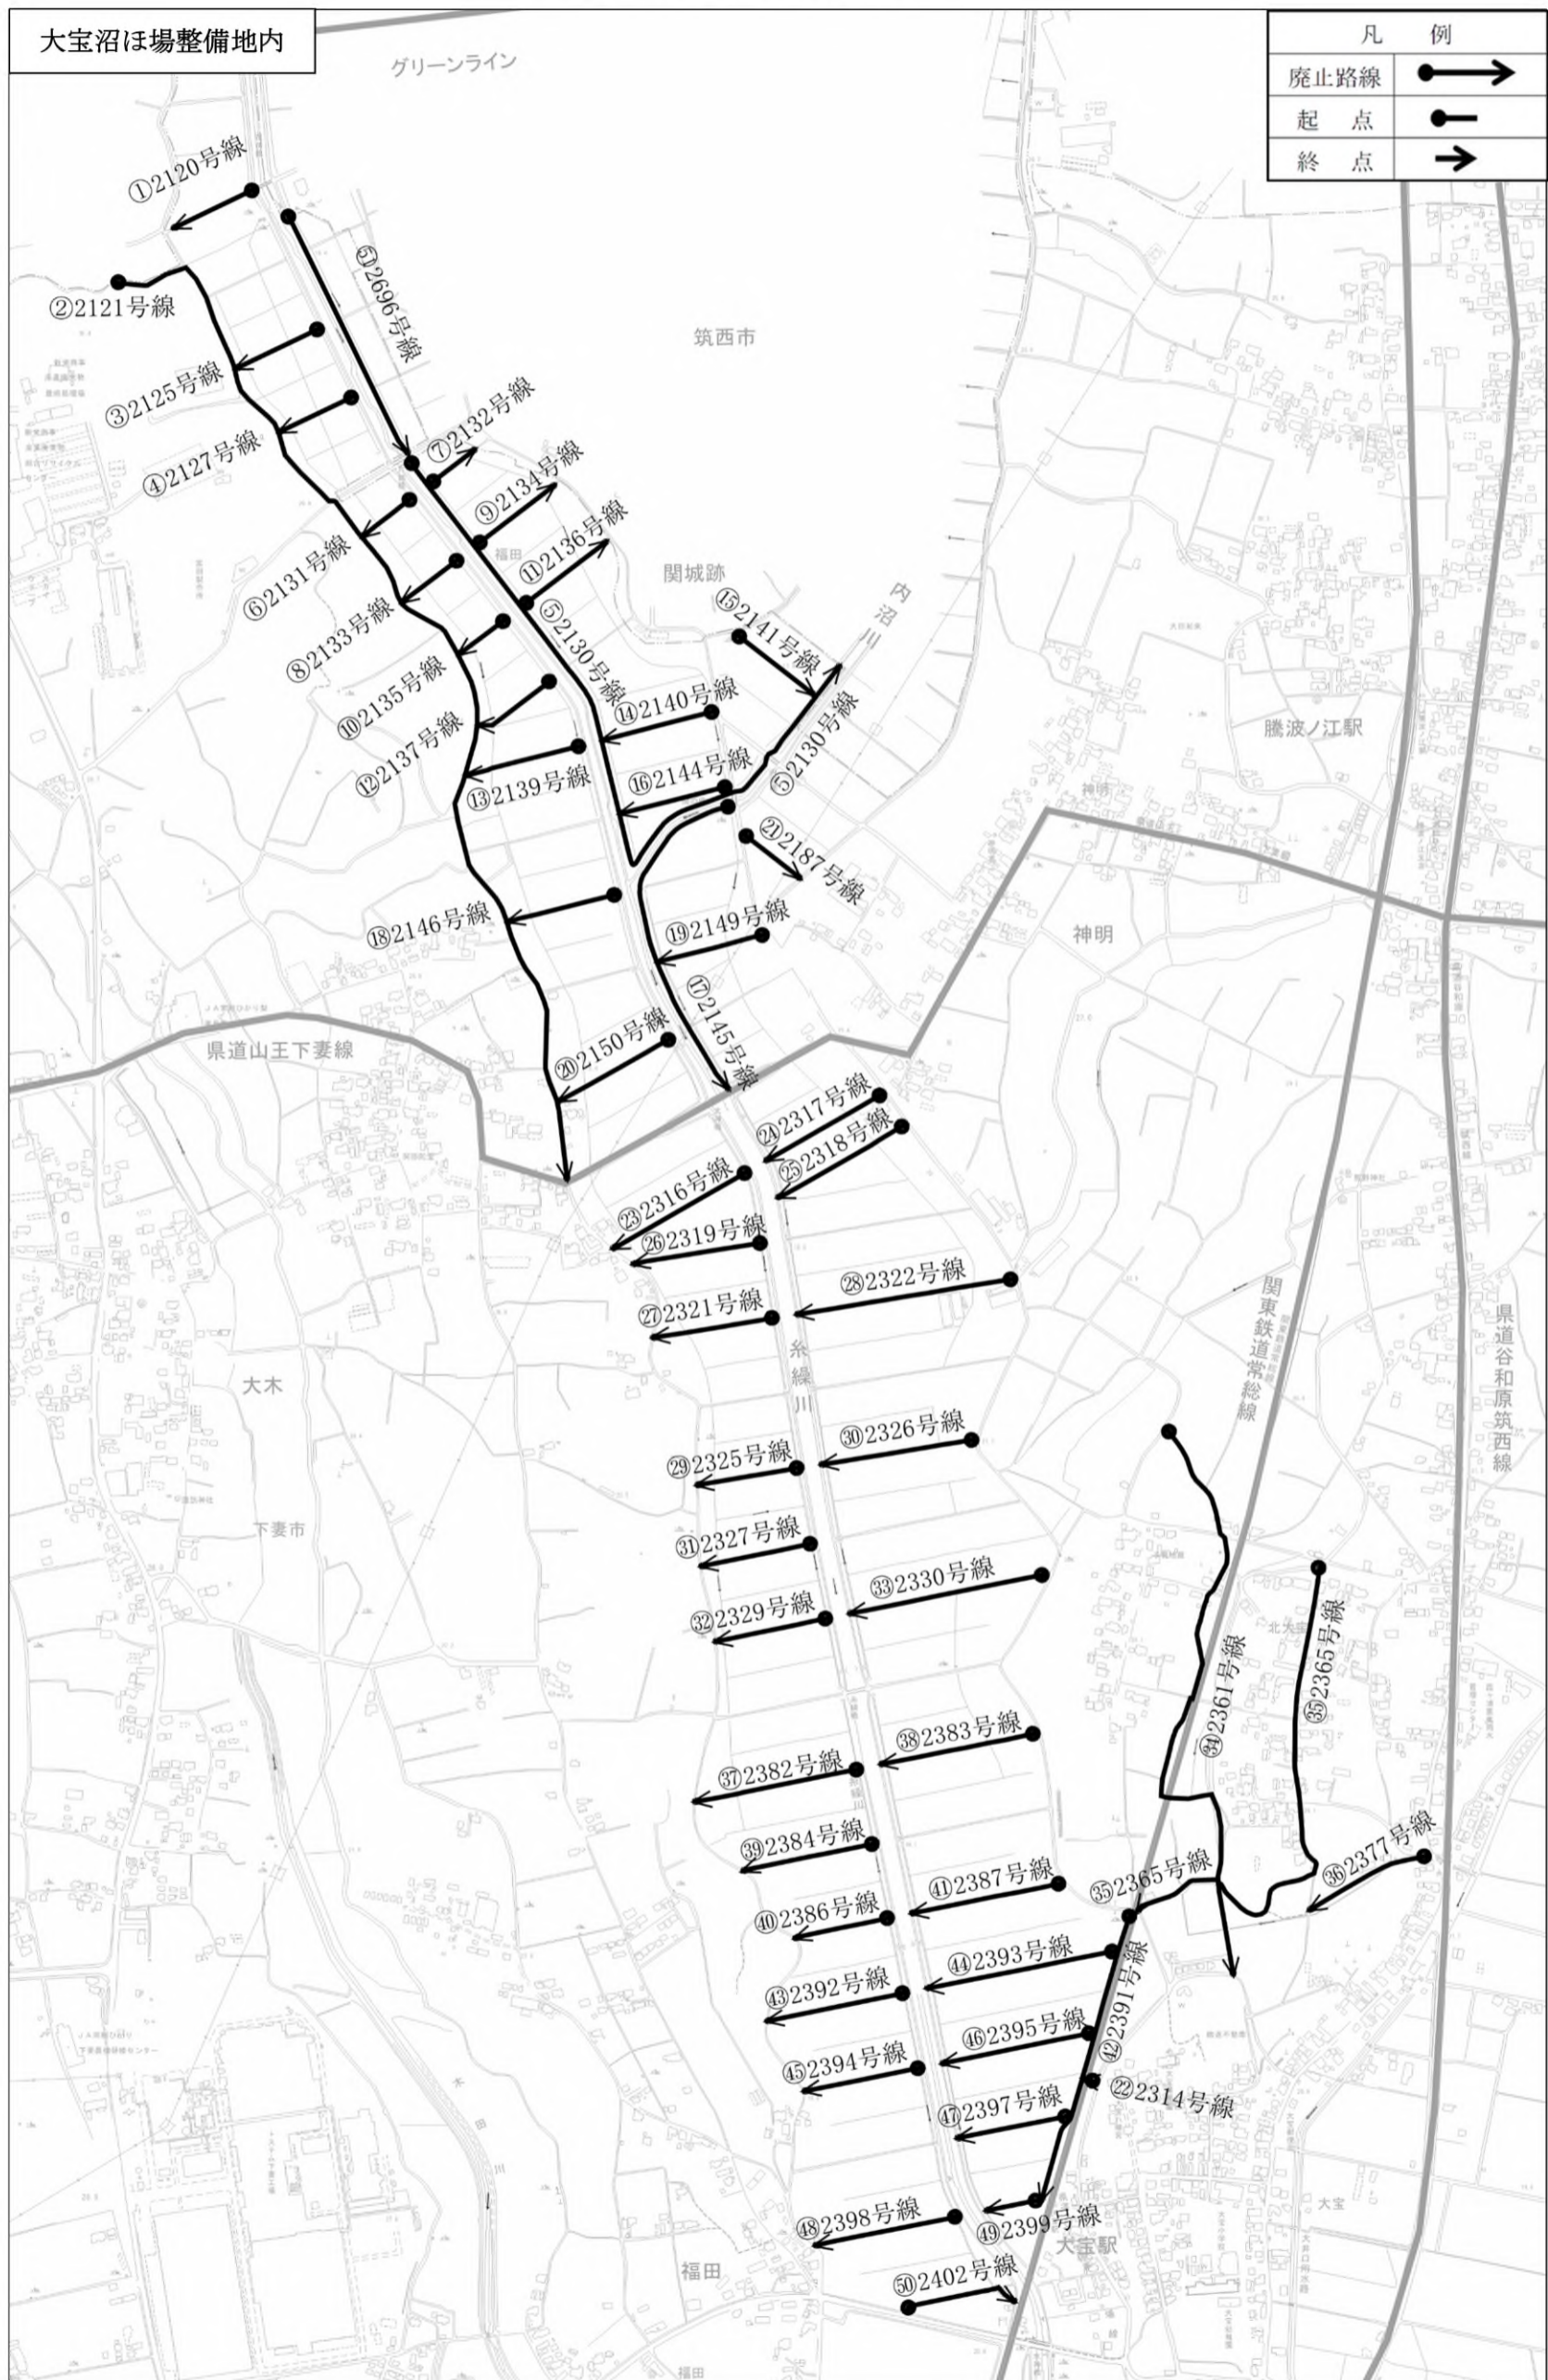 大宝沼ほ場整備地内
凡　例
廃止路線
起　点
終　点
グリーンライン
①2120号線
㊿+1 2696号線
②2121号線
筑西市
③2125号線
④2127号線
⑦2132号線
⑨2134号線
⑪2136号線
福田
関城跡
内沼川
⑥2131号線
⑤2130号線
⑮2141号線
⑧2133号線
⑩2135号線
⑭2140号線
⑤2130号線
騰波ノ江駅
⑫2137号線
⑬2139号線
⑯2144号線
神明
㉑2187号線
⑱2146号線
⑲2149号線
神明
⑰2145号線
⑳2150号線
県道山王下妻線
㉔2317号線
㉕2318号線
㉓2316号線
㉖2319号線
㉘2322号線
㉗2321号線
関東鉄道常総線
県道谷和原筑西線
糸繰川
大木
㉚2326号線
㉙2325号線
下妻市
㉛2327号線
㉝2330号線
㉜2329号線
北大宝
㉞2361号線
㉟2365号線
㊳2383号線
㊲2382号線
㊴2384号線
㊱2377号線
㊶2387号線
㉟2365号線
㊵2386号線
㊹2393号線
㊷2391号線
㊸2392号線
㊻2395号線
㊺2394号線
㉒2314号線
㊼2397号線
木田川
大宝
㊽2398号線
㊾2399号線
大宝駅
福田
㊿2402号線
福田